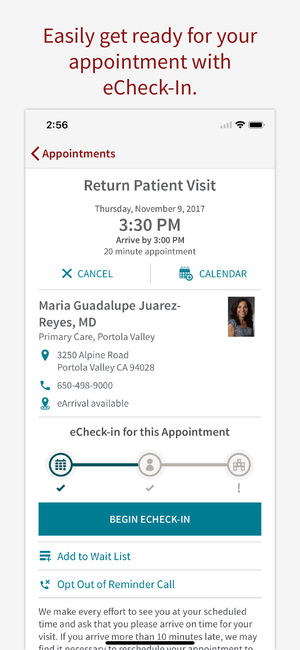 Easily get ready for your
appointment with
eCheck-In.
2:56
Appointments
Return Patient Visit
Thursday, November 9, 2017
3:30 PM
Arrive by 3:00 PM
20 minute appointment
CANCEL
CALENDAR
Maria Guadalupe Juarez-
Reyes, MD
Primary Care, Portola Valley
3250 Alpine Road
Portola Valley CA 94028
650-498-9000
eArrival available
eCheck-in for this Appointment
BEGIN ECHECK-IN
Add to Wait List
Opt Out of Reminder Call
We make every effort to see you at your scheduled
time and ask that you please arrive on time for your
visit. If you arrive more than 10 minutes late, we may
find it necessary to reschedule your appointment to